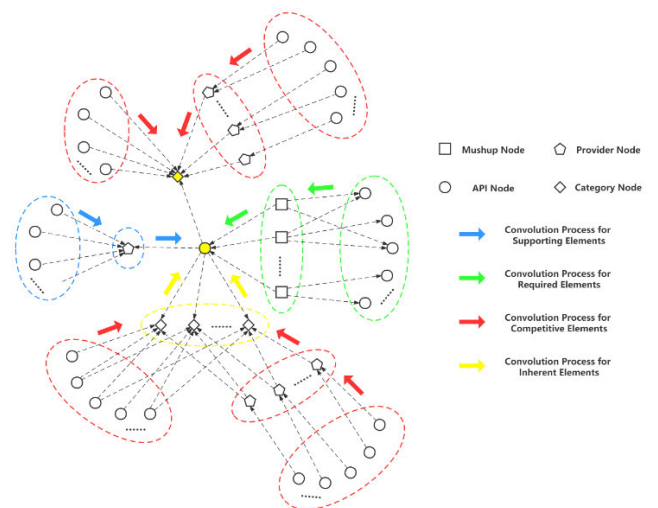 Mushup Node
Provider Node
API Node
Category Node
Convolution Process for
Supporting Elements
Convolution Process for
Required Elements
Convolution Process for
Competitive Elements
Convolution Process for
Inherent Elements